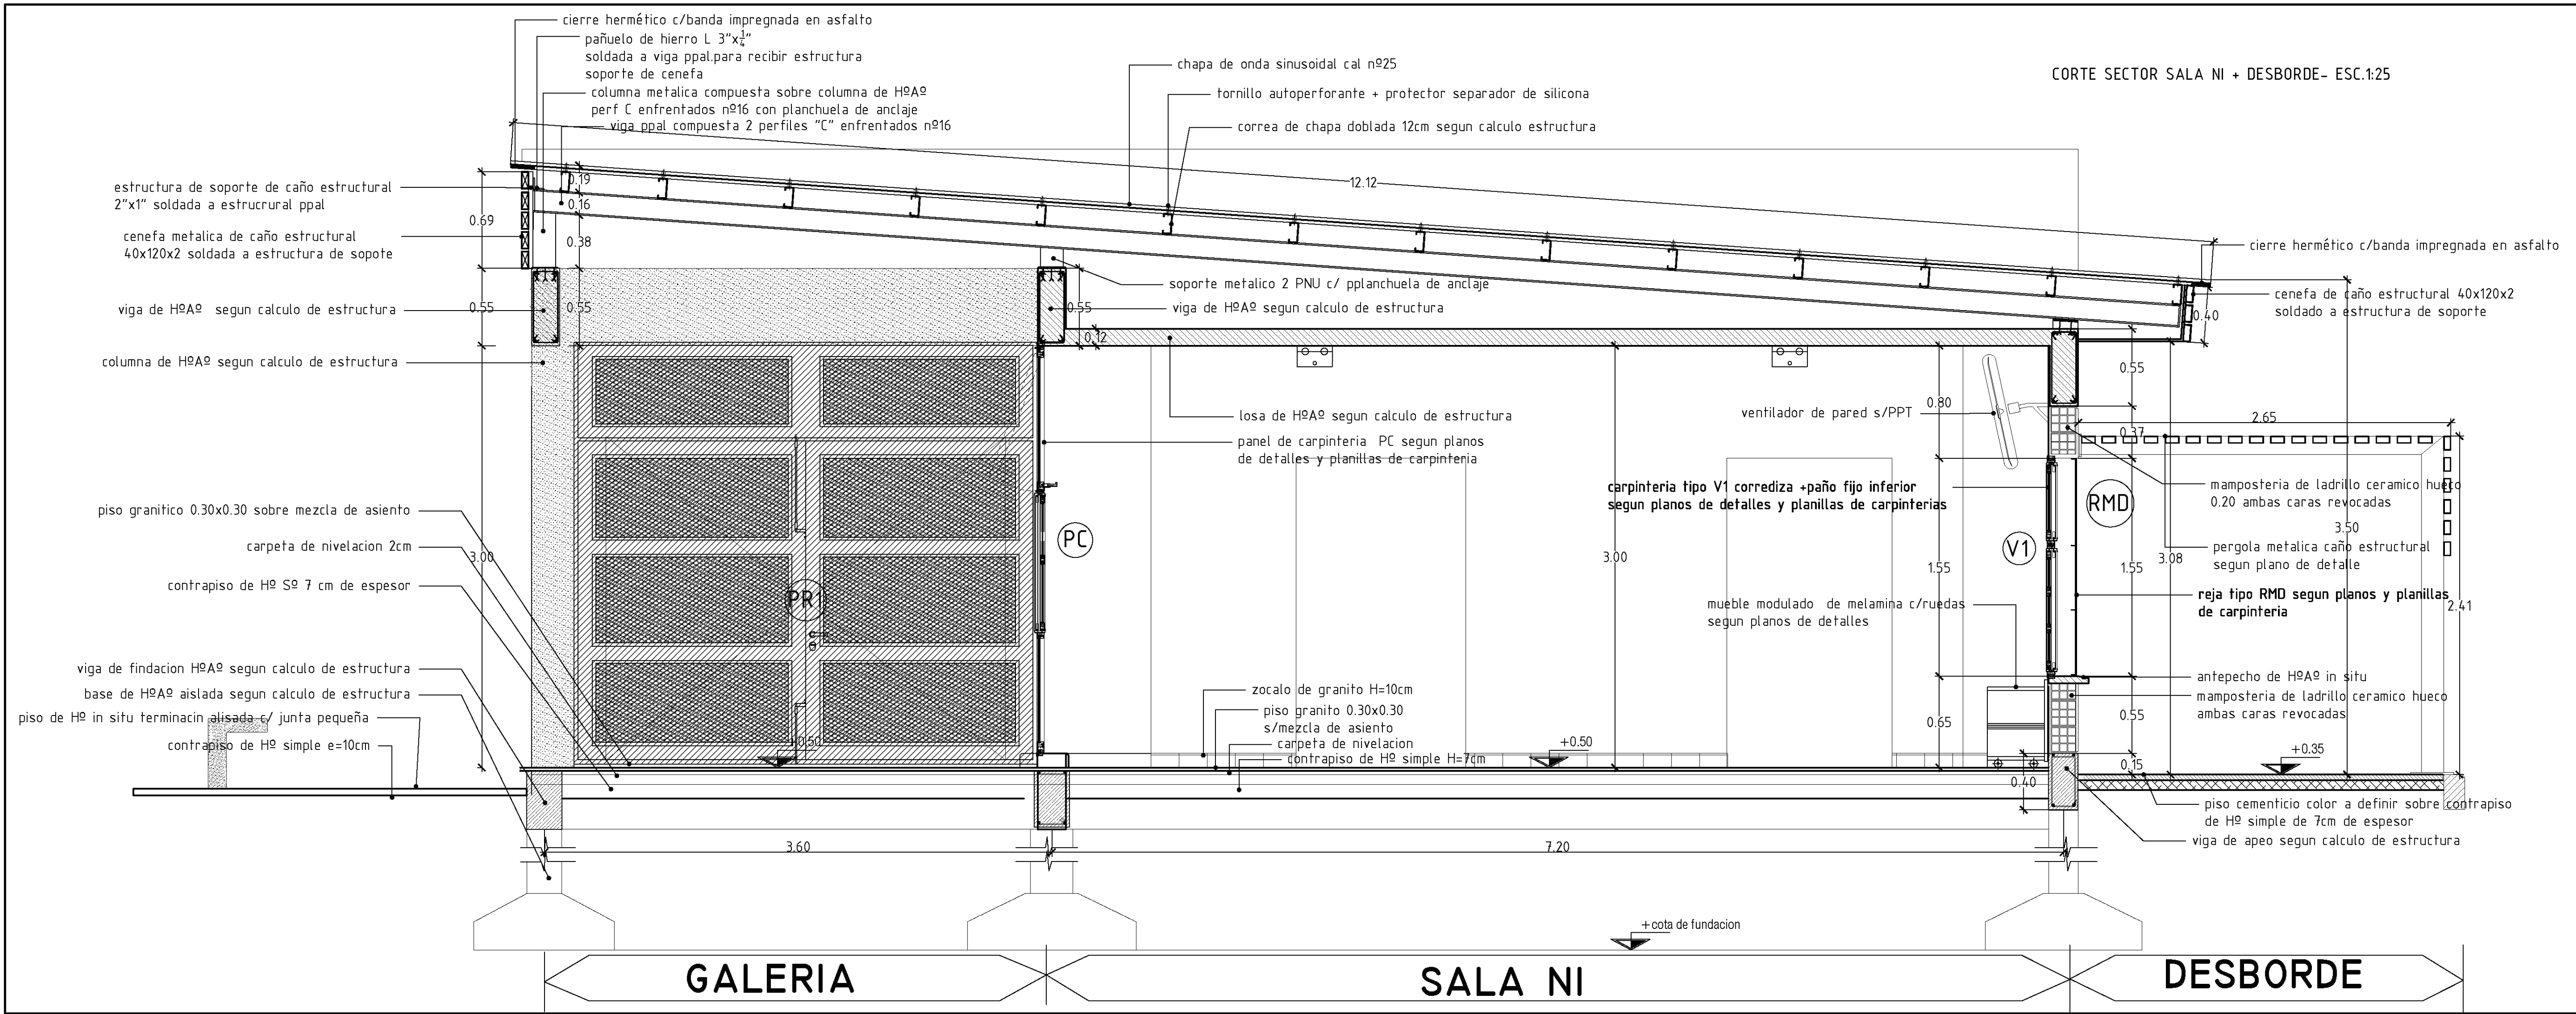 cierre hermético c/banda impregnada en asfalto
pañuelo de hierro L 3"x1/4"
soldada a viga ppal.para recibir estructura
soporte de cenefa
columna metalica compuesta sobre columna de HºAº
perf C enfrentados nº16 con planchuela de anclaje
viga ppal compuesta 2 perfiles "C" enfrentados nº16
chapa de onda sinusoidal cal nº25
tornillo autoperforante + protector separador de silicona
correa de chapa doblada 12cm segun calculo estructura
CORTE SECTOR SALA NI + DESBORDE- ESC.1:25
12.12
estructura de soporte de caño estructural
2"x1" soldada a estrucrural ppal
cenefa metalica de caño estructural
40x120x2 soldada a estructura de sopote
viga de HºAº segun calculo de estructura
columna de HºAº segun calculo de estructura
0.69
0.55
3.00
0.19
0.16
0.38
0.55
cierre hermético c/banda impregnada en asfalto
cenefa de caño estructural 40x120x2
soldado a estructura de soporte
0.40
soporte metalico 2 PNU c/ pplanchuela de anclaje
viga de HºAº segun calculo de estructura
0.55
0.12
losa de HºAº segun calculo de estructura
panel de carpinteria PC segun planos
de detalles y planillas de carpinteria
ventilador de pared s/PPT
carpinteria tipo V1 corrediza +paño fijo inferior
segun planos de detalles y planillas de carpinterias
PC
PR1
V1
RMD
3.00
0.80
1.55
0.65
0.55
0.37
1.55
0.55
0.15
0.40
2.65
3.08
3.50
2.41
mamposteria de ladrillo ceramico hueco
0.20 ambas caras revocadas
pergola metalica caño estructural
segun plano de detalle
reja tipo RMD segun planos y planillas
de carpinteria
antepecho de HºAº in situ
mamposteria de ladrillo ceramico hueco
ambas caras revocadas
mueble modulado de melamina c/ruedas
segun planos de detalles
piso granitico 0.30x0.30 sobre mezcla de asiento
carpeta de nivelacion 2cm
contrapiso de Hº Sº 7 cm de espesor
viga de findacion HºAº segun calculo de estructura
base de HºAº aislada segun calculo de estructura
piso de Hº in situ terminacin alisada c/ junta pequeña
contrapiso de Hº simple e=10cm
zocalo de granito H=10cm
piso granito 0.30x0.30
s/mezcla de asiento
carpeta de nivelacion
contrapiso de Hº simple H=7cm
+0.50
+0.50
+0.35
piso cementicio color a definir sobre contrapiso
de Hº simple de 7cm de espesor
viga de apeo segun calculo de estructura
3.60
7.20
+cota de fundacion
GALERIA
SALA NI
DESBORDE